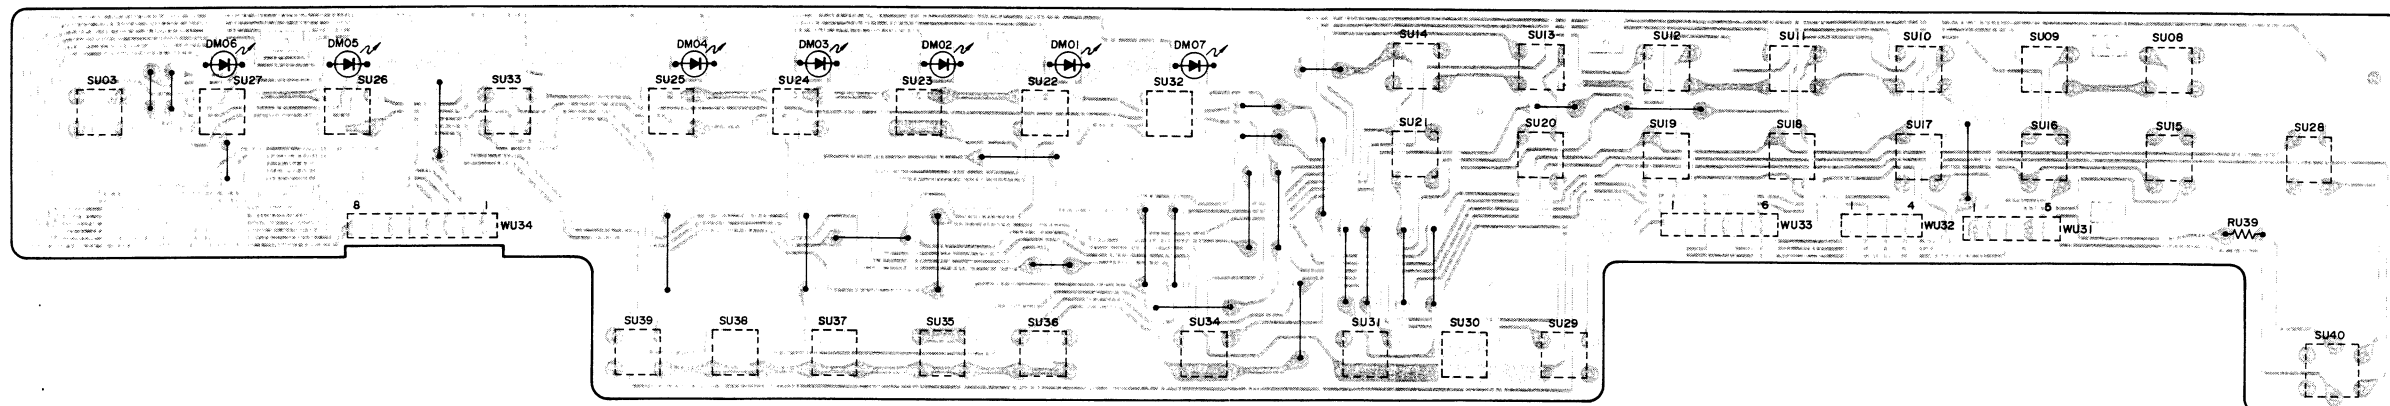 DM06
DM05
DM04
DM03
DM02
DM01
DM07
SU14
SU13
SU12
SU11
SU10
SU09
SU08
SU03
SU27
SU26
SU33
SU25
SU24
SU23
SU22
SU32
SU21
SU20
SU19
SU18
SU17
SU16
SU15
SU28
8
1
WU34
1
6
WU33
1
4
WU32
1
5
WU31
RU39
SU39
SU38
SU37
SU35
SU36
SU34
SU31
SU30
SU29
SU40